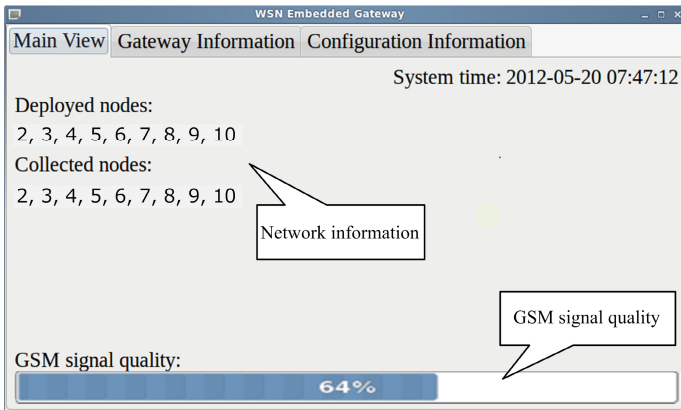 WSN Embedded Gateway
Main View Gateway Information Configuration Information
System time: 2012-05-20 07:47:12
Deployed nodes:
2, 3, 4, 5, 6, 7, 8, 9, 10
Collected nodes:
2, 3, 4, 5, 6, 7, 8, 9, 10
Network information
GSM signal quality
GSM signal quality:
64%